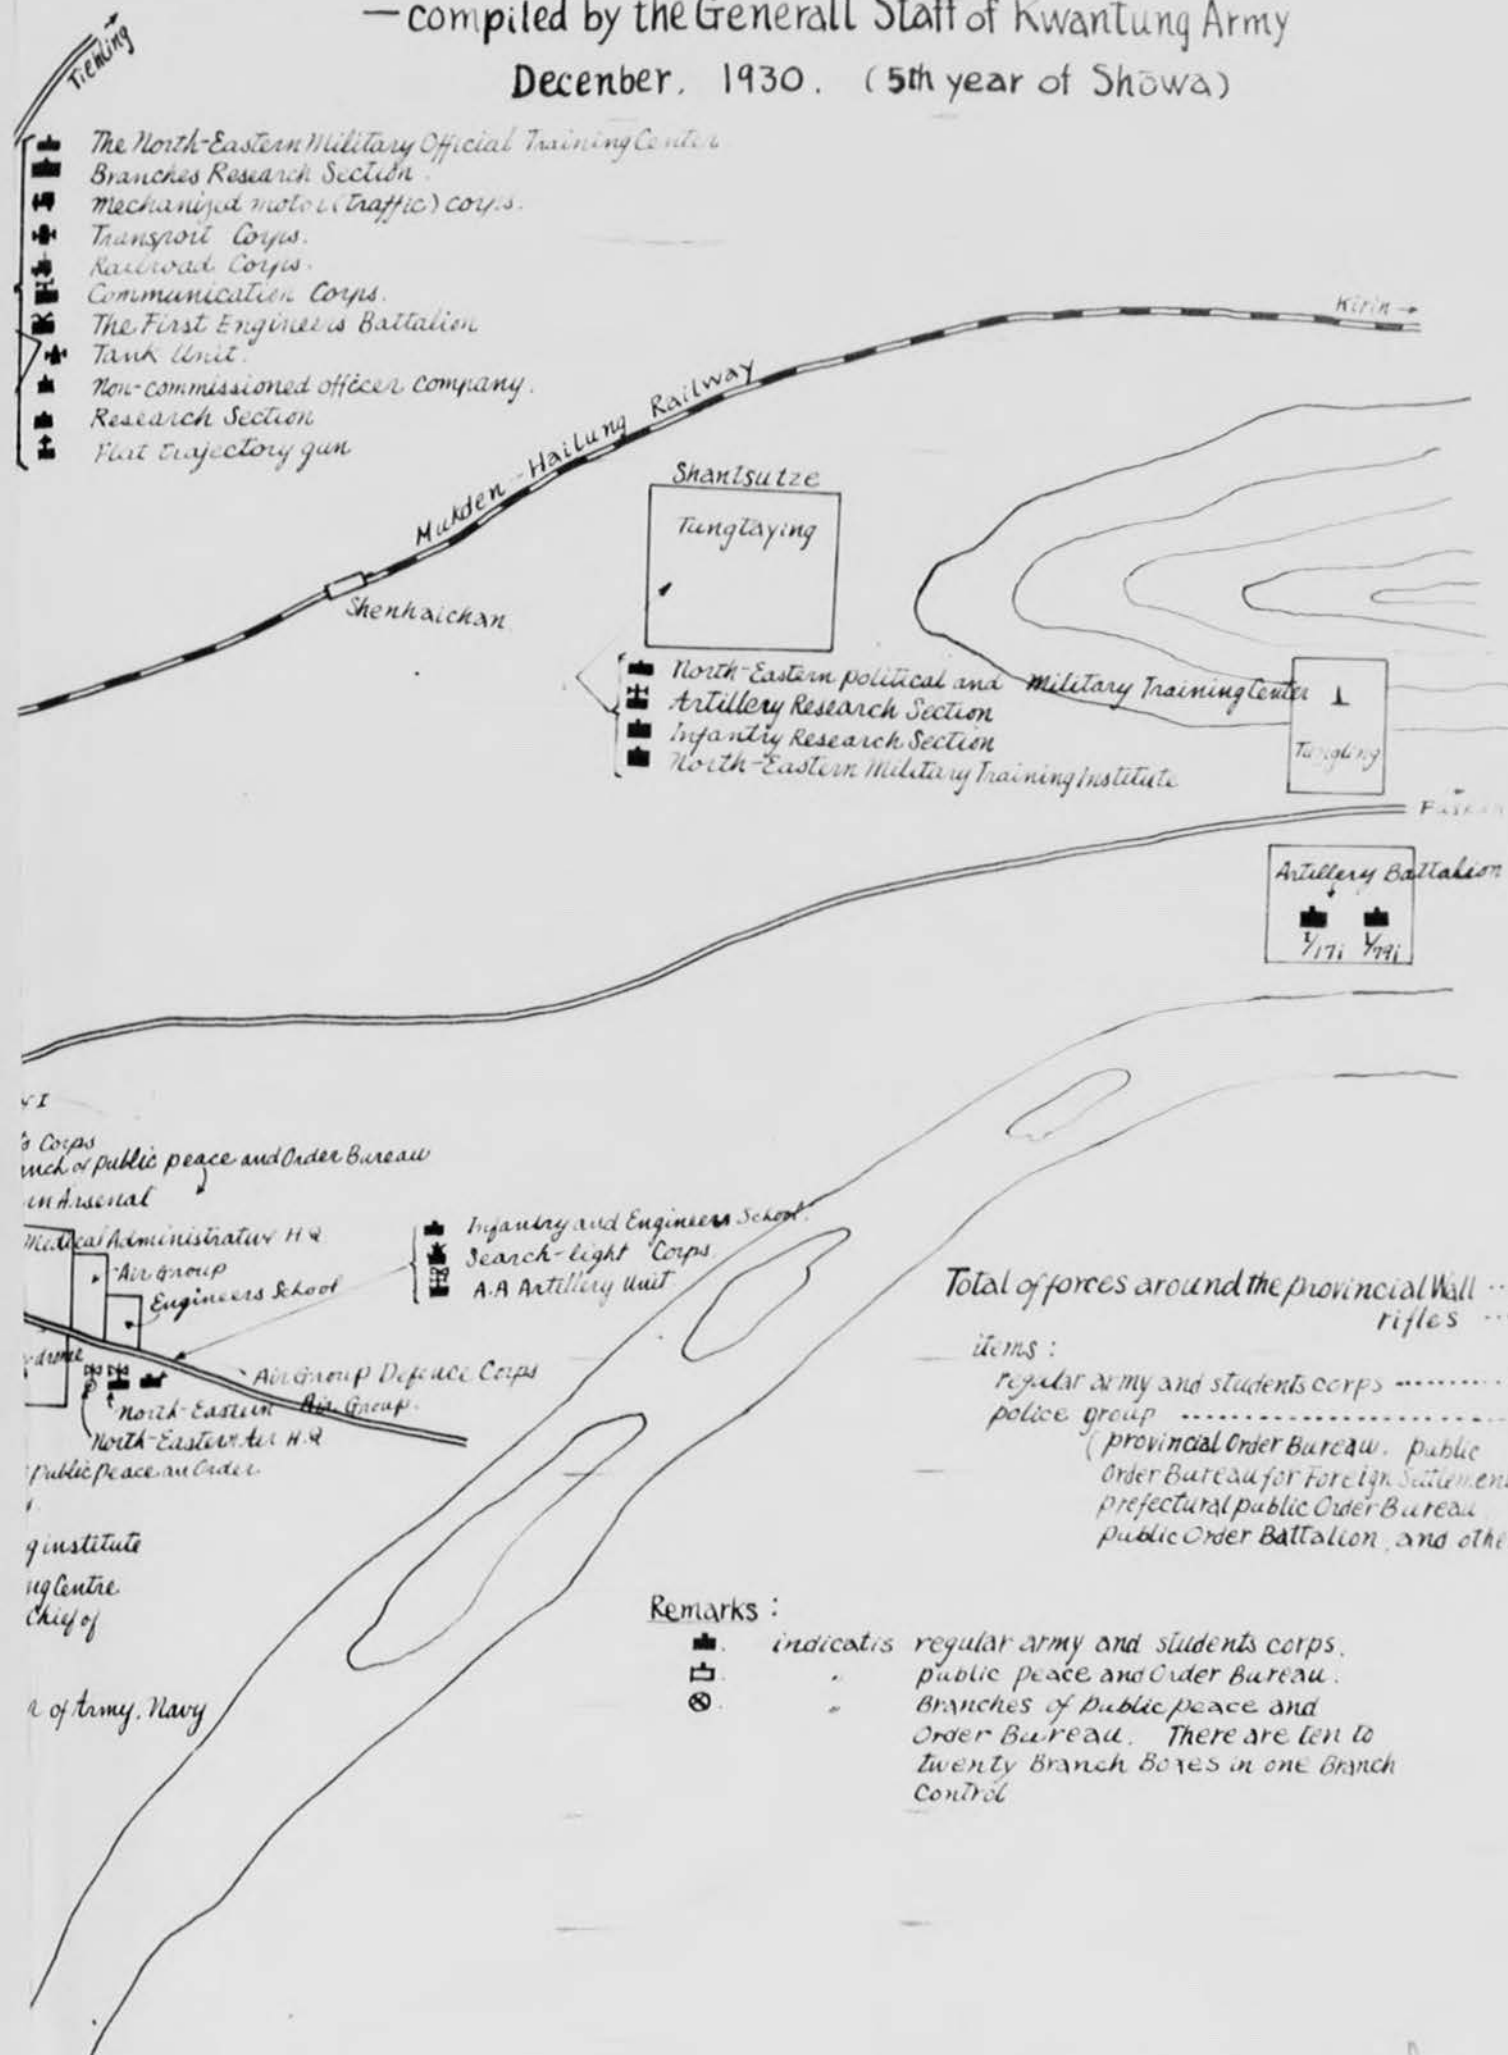 —compiled by the Generall Staff of Kwantung Army
Decenber. 1930. (5th year of Shōwa)
Tiehling
The North-Eastern Military Official Training Center
Branches Research Section.
Mechanized motor (traffic) corps.
Transport Corps.
Railroad Corps.
Communication Corps.
The First Engineers Battalion
Tank Unit.
Non-commissioned officer company.
Research Section
Flat trajectory gun
Kirin →
Mukden-Hailung Railway
Shenhaichan
Shantsutze
Tungtaying
North-Eastern political and Military Training Center
Artillery Research Section
Infantry Research Section
North-Eastern Military Training Institute
Tungling
Artillery Battalion
I/17i I/79i
I
Corps
public peace and Order Bureau
Arsenal
Medical Administrative H Q
Air Group
Engineers School
Infantry and Engineers School.
Search-light Corps.
A.A Artillery Unit
Air Group Defence Corps
North-Eastern Air Group.
North-Eastern Air H.Q
Public Peace an Order
institute
Centre
Chief of
of Army. Navy
Total of forces around the provincial Wall
rifles
items :
regular army and students corps
police group
(provincial Order Bureau. public
Order Bureau for Foreign
prefectural public Order Bureau
public Order Battalion, and
Remarks :
indicatis regular army and students corps.
〃 public peace and Order Bureau.
〃 Branches of public peace and
Order Bureau. There are ten to
twenty Branch Boxes in one Branch
Control